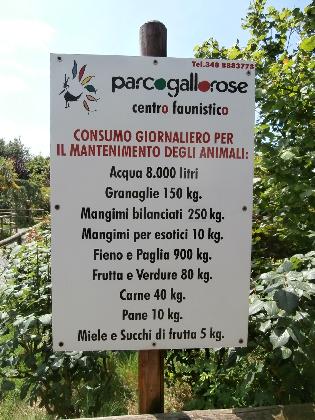 Tel.340 8883778
parcogallorose
centro faunistico
CONSUMO GIORNALIERO PER
IL MANTENIMENTO DEGLI ANIMALI:
Acqua 8.000 litri
Granaglie 150 kg.
Mangimi bilanciati 250 kg.
Mangimi per esotici 10 kg.
Fieno e Paglia 900 kg.
Frutta e Verdure 80 kg.
Carne 40 kg.
Pane 10 kg.
Miele e Succhi di frutta 5 kg.